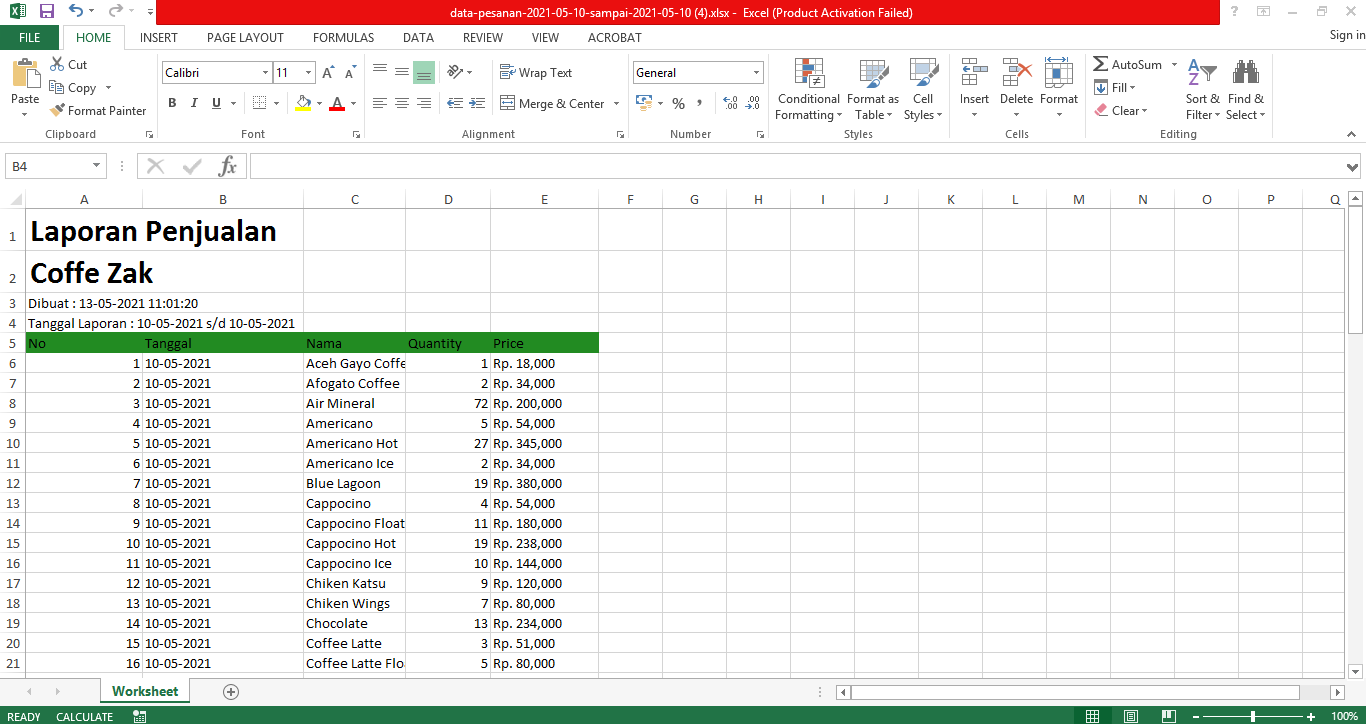 data-pesanan-2021-05-10-sampai-2021-05-10 (4).xlsx - Excel (Product Activation Failed)
FILE HOME INSERT PAGE LAYOUT FORMULAS DATA REVIEW VIEW ACROBAT Sign in
Paste
Cut
Copy
Format Painter
Clipboard
Calibri 11
B I U
Font
Wrap Text
Merge & Center
Alignment
General
Number
Conditional Formatting
Format as Table
Cell Styles
Styles
Insert Delete Format
Cells
AutoSum
Fill
Clear
Sort & Filter
Find & Select
Editing
B4 fx
A B C D E F G H I J K L M N O P Q
1 Laporan Penjualan
2 Coffe Zak
3 Dibuat : 13-05-2021 11:01:20
4 Tanggal Laporan : 10-05-2021 s/d 10-05-2021
5 No Tanggal Nama Quantity Price
6 1 10-05-2021 Aceh Gayo Coffe 1 Rp. 18,000
7 2 10-05-2021 Afogato Coffee 2 Rp. 34,000
8 3 10-05-2021 Air Mineral 72 Rp. 200,000
9 4 10-05-2021 Americano 5 Rp. 54,000
10 5 10-05-2021 Americano Hot 27 Rp. 345,000
11 6 10-05-2021 Americano Ice 2 Rp. 34,000
12 7 10-05-2021 Blue Lagoon 19 Rp. 380,000
13 8 10-05-2021 Cappocino 4 Rp. 54,000
14 9 10-05-2021 Cappocino Float 11 Rp. 180,000
15 10 10-05-2021 Cappocino Hot 19 Rp. 238,000
16 11 10-05-2021 Cappocino Ice 10 Rp. 144,000
17 12 10-05-2021 Chiken Katsu 9 Rp. 120,000
18 13 10-05-2021 Chiken Wings 7 Rp. 80,000
19 14 10-05-2021 Chocolate 13 Rp. 234,000
20 15 10-05-2021 Coffee Latte 3 Rp. 51,000
21 16 10-05-2021 Coffee Latte Flo 5 Rp. 80,000
Worksheet
READY CALCULATE 100%